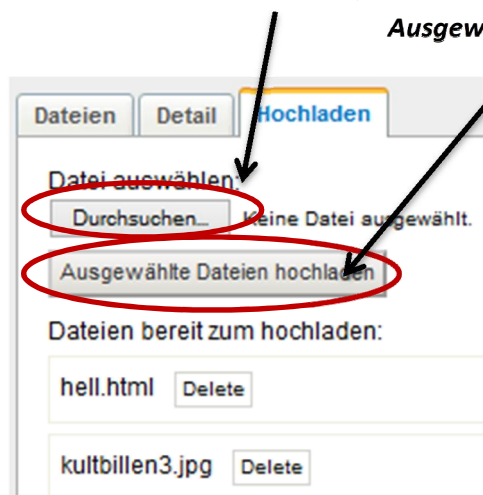 Ausgew
Dateien Detail Hochladen
Datei auswählen:
Durchsuchen... Keine Datei ausgewählt.
Ausgewählte Dateien hochladen
Dateien bereit zum hochladen:
hell.html Delete
kultbillen3.jpg Delete